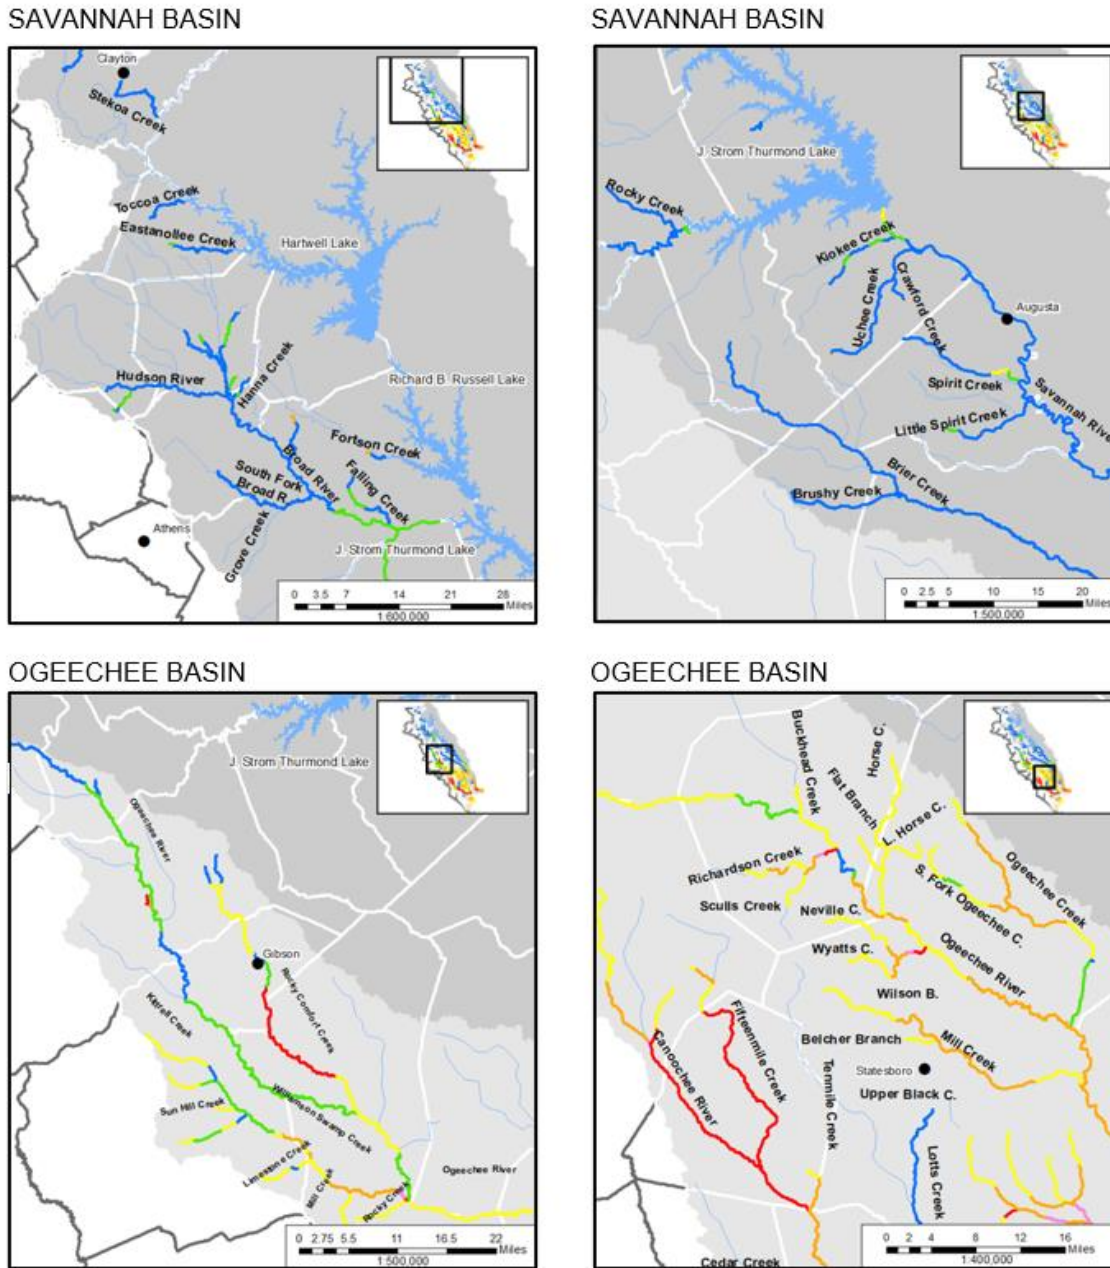 SAVANNAH BASIN
Clayton
Stekoa Creek
Toccoa Creek
Eastanollee Creek
Hartwell Lake
Hudson River
Hanna Creek
Richard B. Russell Lake
Fortson Creek
Broad River
Falling Creek
South Fork
Broad R.
Grove Creek
Athens
J. Strom Thurmond Lake
0 3.5 7 14 21 28
Miles
1:600,000
SAVANNAH BASIN
J. Strom Thurmond Lake
Rocky Creek
Kiokee Creek
Uchee Creek
Crawford Creek
Augusta
Spirit Creek
Savannah River
Little Spirit Creek
Brier Creek
Brushy Creek
0 2.5 5 10 15 20
Miles
1:500,000
OGEECHEE BASIN
J. Strom Thurmond Lake
Ogeechee River
Gibson
Rocky Comfort Creek
Kittrell Creek
Sun Hill Creek
Williamson Swamp Creek
Limestone Creek
Mill Creek
Rocky Creek
Ogeechee River
0 2.75 5.5 11 16.5 22
Miles
1:500,000
OGEECHEE BASIN
Buckhead Creek
Horse C.
Flat Branch
L. Horse C.
Richardson Creek
Ogeechee Creek
Sculls Creek
S. Fork Ogeechee C.
Neville C.
Wyatts C.
Ogeechee River
Wilson B.
Fifteenmile Creek
Canoochee River
Belcher Branch
Mill Creek
Statesboro
Tenmile Creek
Upper Black C.
Lotts Creek
Cedar Creek
0 2 4 8 12 16
Miles
1:400,000